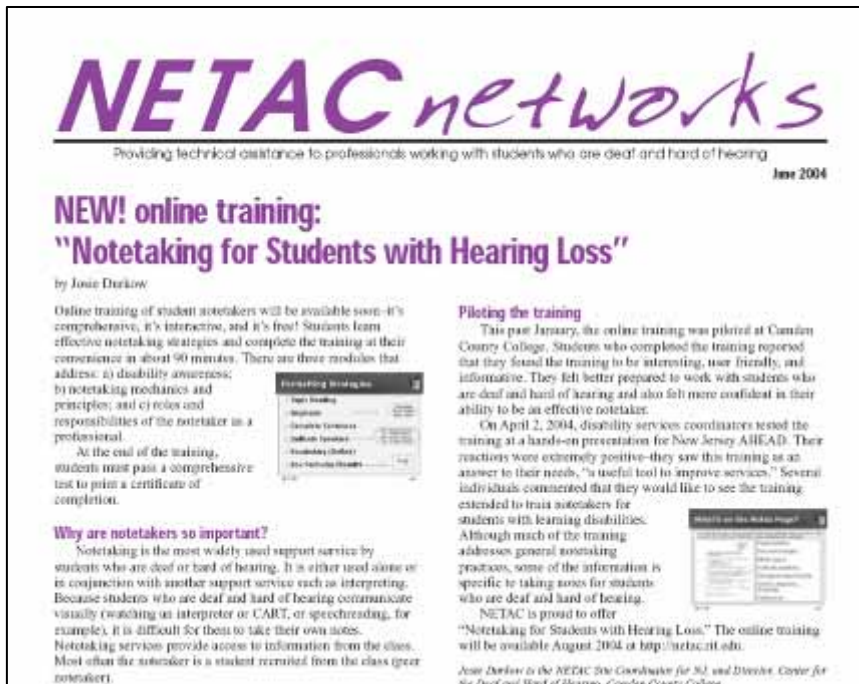 NETAC networks
Providing technical assistance to professionals working with students who are deaf and hard of hearing
June 2004
NEW! online training:
"Notetaking for Students with Hearing Loss"
by Josie Durkow
Online training of student notetakers will be available soon–it's
comprehensive, it's interactive, and it's free! Students learn
effective notetaking strategies and complete the training at their
convenience in about 90 minutes. There are three modules that
address: a) disability awareness;
b) notetaking mechanics and
principles; and c) roles and
responsibilities of the notetaker as a
professional.
At the end of the training,
students must pass a comprehensive
test to print a certificate of
completion.
Formatting Strategies
Topic Heading
Why are notetakers so important?
Notetaking is the most widely used support service by
students who are deaf or hard of hearing. It is either used alone or
in conjunction with another support service such as interpreting.
Because students who are deaf and hard of hearing communicate
visually (watching an interpreter or CART, or speechreading, for
example), it is difficult for them to take their own notes.
Notetaking services provide access to information from the class.
Most often the notetaker is a student recruited from the class (peer
notetaker).
Piloting the training
This past January, the online training was piloted at Camden
County College. Students who completed the training reported
that they found the training to be interesting, user friendly, and
informative. They felt better prepared to work with students who
are deaf and hard of hearing and also felt more confident in their
ability to be an effective notetaker.
On April 2, 2004, disability services coordinators tested the
training at a hands-on presentation for New Jersey AHEAD. Their
reactions were extremely positive–they saw this training as an
answer to their needs, "a useful tool to improve services." Several
individuals commented that they would like to see the training
extended to train notetakers for
students with learning disabilities.
Although much of the training
addresses general notetaking
practices, some of the information is
specific to taking notes for students
who are deaf and hard of hearing.
NETAC is proud to offer
"Notetaking for Students with Hearing Loss." The online training
will be available August 2004 at http://netac.rit.edu.
What's on the Notes Page?
Josie Durkow is the NETAC Site Coordinator for NJ, and Director, Center for
the Deaf and Hard of Hearing, Camden County College.